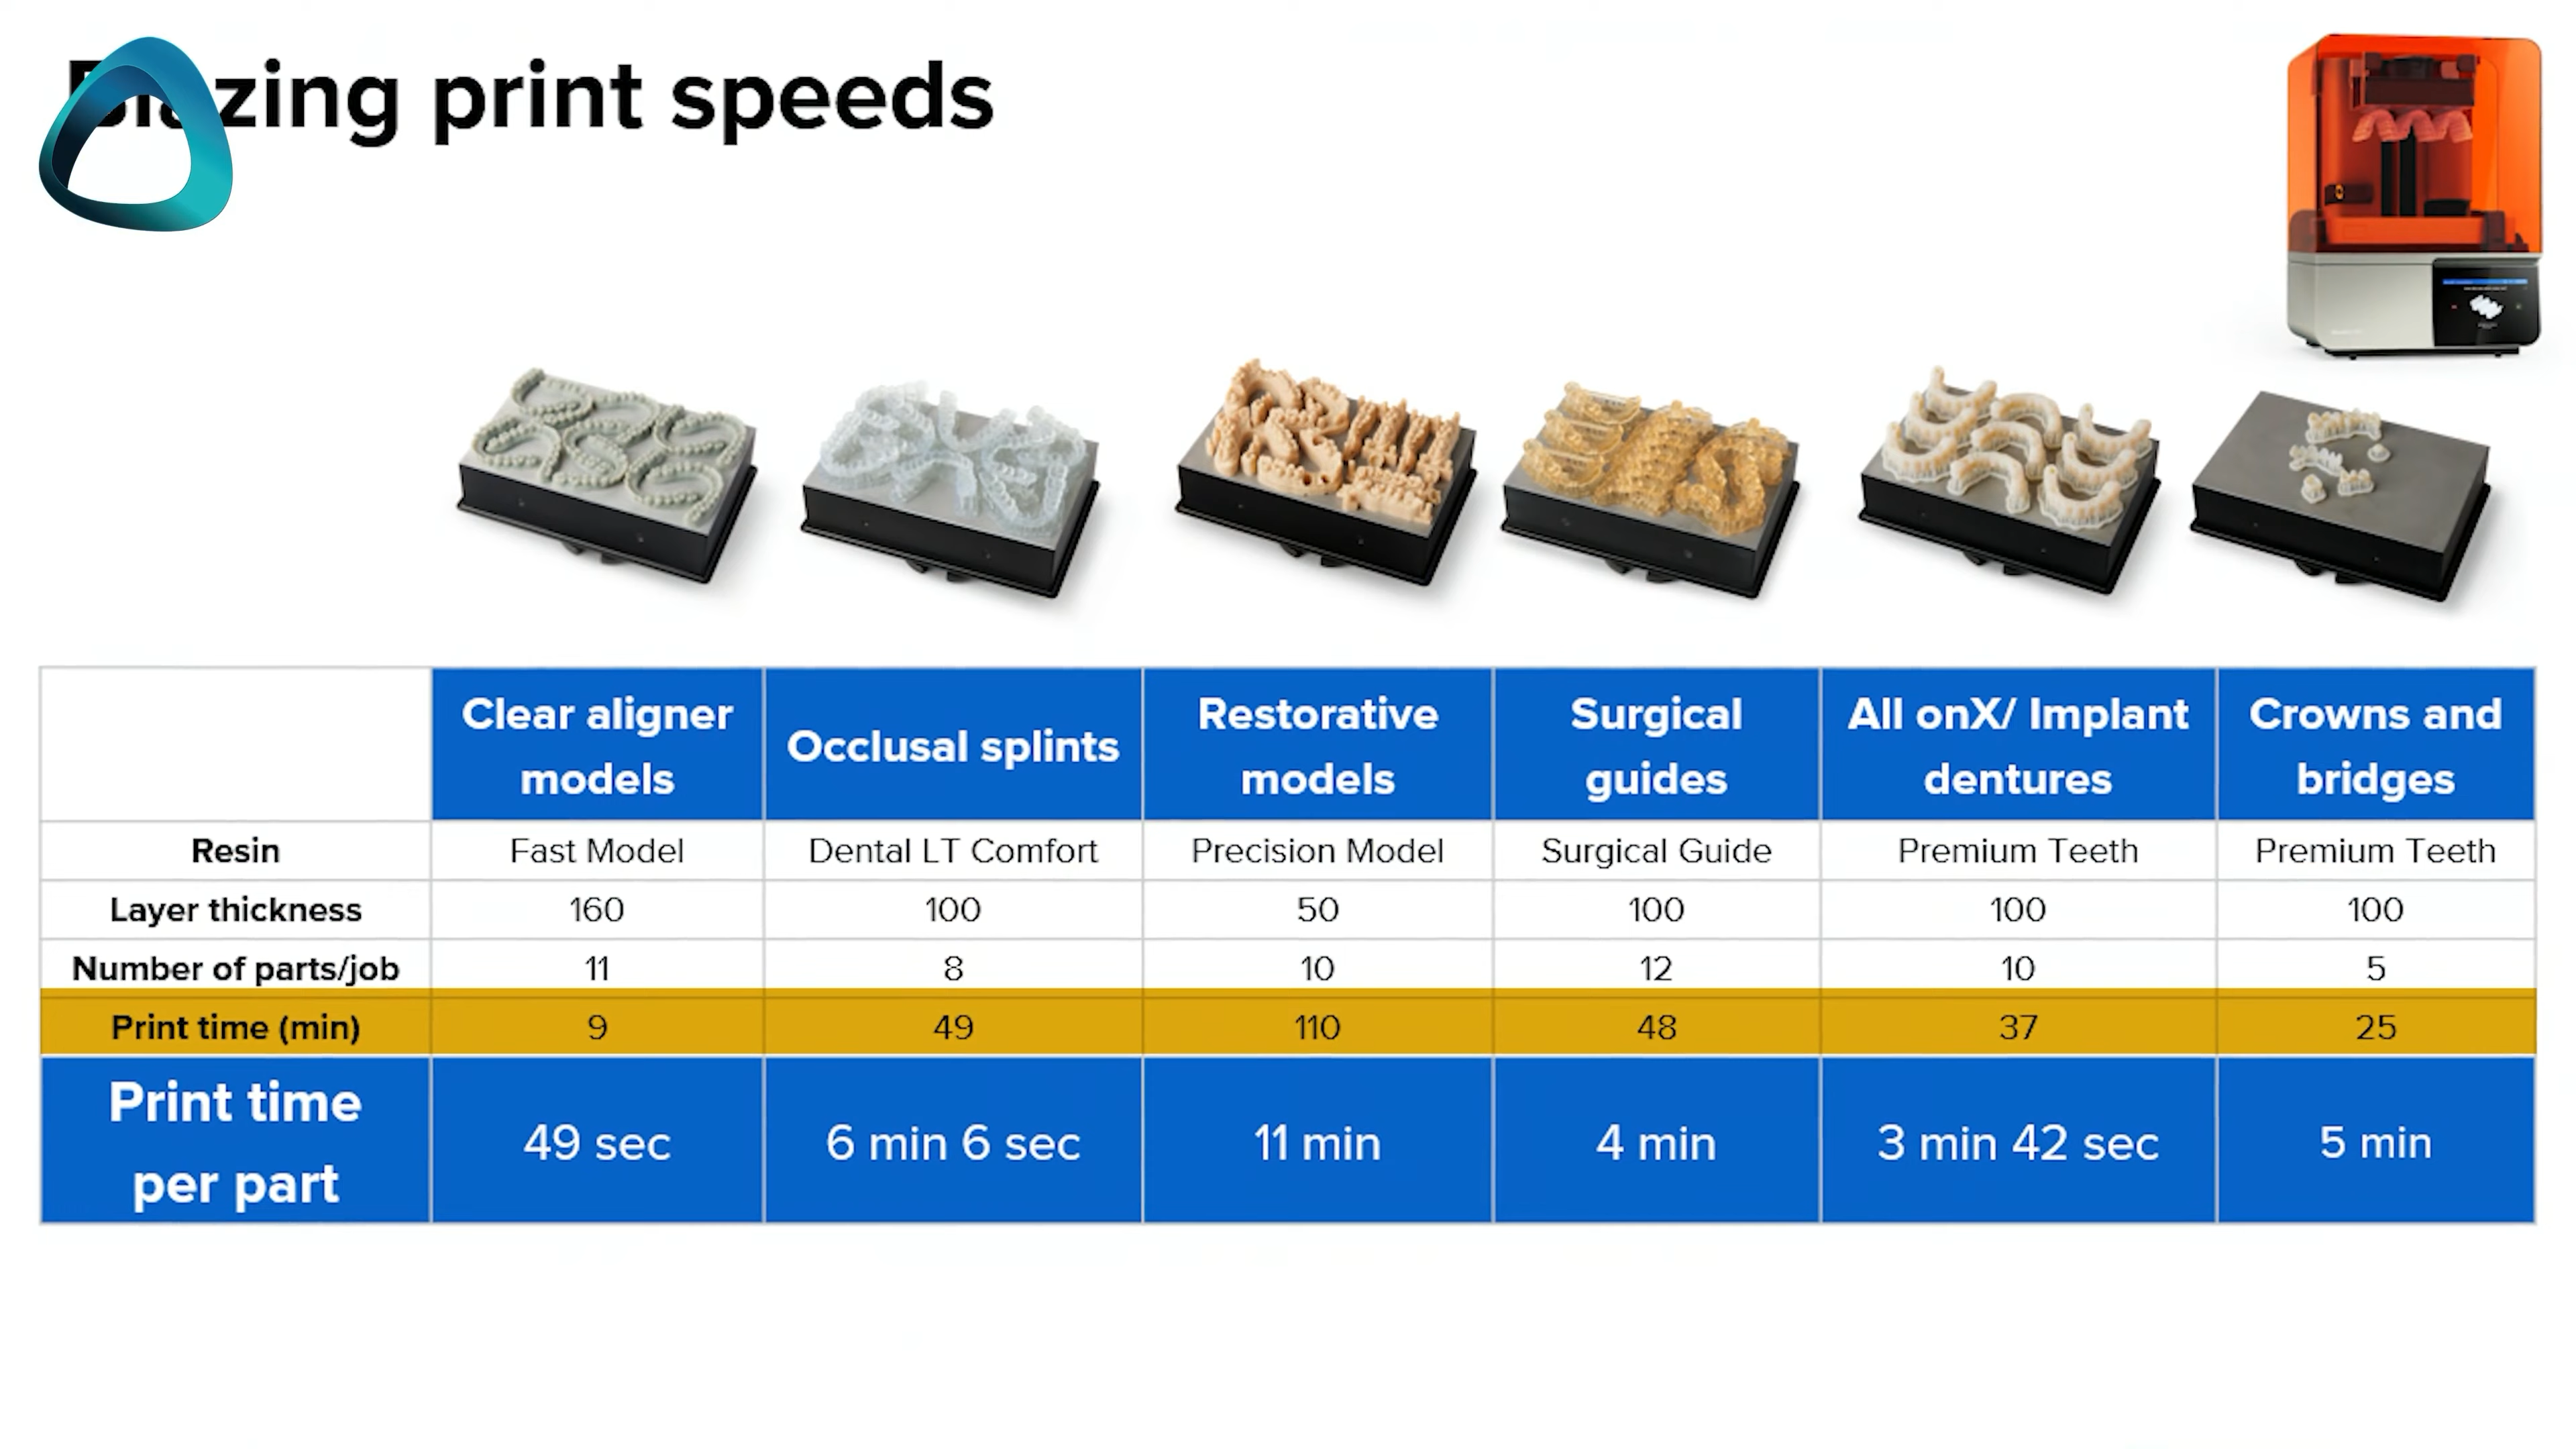 Blazing print speeds
Clear aligner models
Occlusal splints
Restorative models
Surgical guides
All onX/ Implant dentures
Crowns and bridges
Resin Fast Model Dental LT Comfort Precision Model Surgical Guide Premium Teeth Premium Teeth
Layer thickness 160 100 50 100 100 100
Number of parts/job 11 8 10 12 10 5
Print time (min) 9 49 110 48 37 25
Print time per part 49 sec 6 min 6 sec 11 min 4 min 3 min 42 sec 5 min